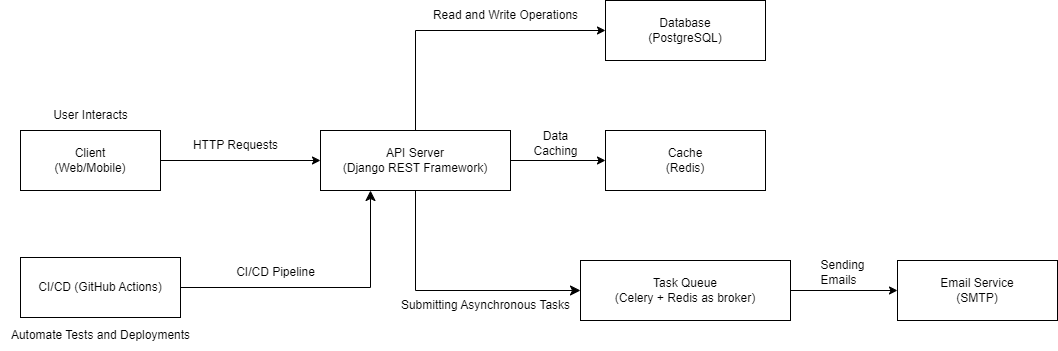 Read and Write Operations
Database
(PostgreSQL)
User Interacts
Client
(Web/Mobile)
HTTP Requests
API Server
(Django REST Framework)
Data
Caching
Cache
(Redis)
CI/CD (GitHub Actions)
CI/CD Pipeline
Automate Tests and Deployments
Submitting Asynchronous Tasks
Task Queue
(Celery + Redis as broker)
Sending
Emails
Email Service
(SMTP)